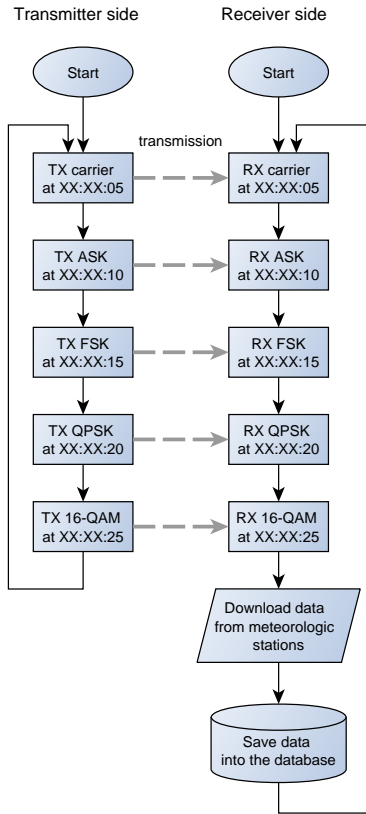 Transmitter side
Receiver side
Start
Start
transmission
TX carrier
at XX:XX:05
RX carrier
at XX:XX:05
TX ASK
at XX:XX:10
RX ASK
at XX:XX:10
TX FSK
at XX:XX:15
RX FSK
at XX:XX:15
TX QPSK
at XX:XX:20
RX QPSK
at XX:XX:20
TX 16-QAM
at XX:XX:25
RX 16-QAM
at XX:XX:25
Download data
from meteorologic
stations
Save data
into the database